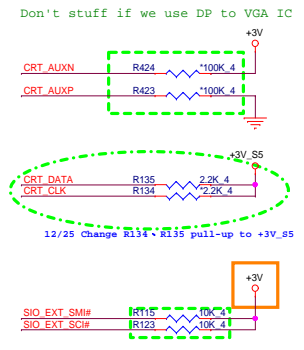 Don't stuff if we use DP to VGA IC
+3V
CRT_AUXN R424 *100K_4
CRT_AUXP R423 *100K_4
+3V_S5
CRT_DATA R135 2.2K_4
CRT_CLK R134 *2.2K_4
12/25 Change R134、R135 pull-up to +3V_S5
+3V
SIO_EXT_SMI# R115 10K_4
SIO_EXT_SCI# R123 10K_4